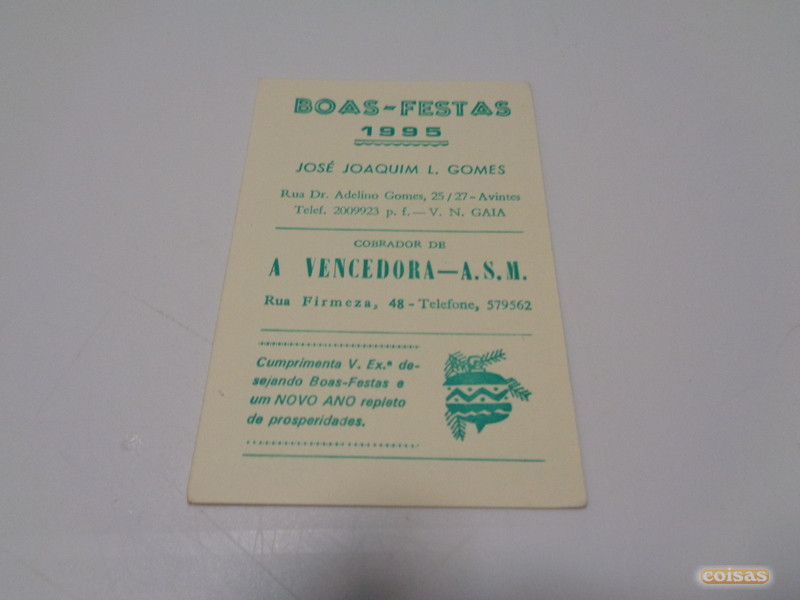 BOAS-FESTAS
1995
JOSÉ JOAQUIM L. GOMES
Rua Dr. Adelino Gomes, 25/27-Avintes
Telef. 2009923 p. f.—V. N. GAIA
COBRADOR DE
A VENCEDORA—A.S.M.
Rua Firmeza, 48 - Telefone, 579562
Cumprimenta V. Ex.ª de-
sejando Boas-Festas e
um NOVO ANO repleto
de prosperidades.
coisas